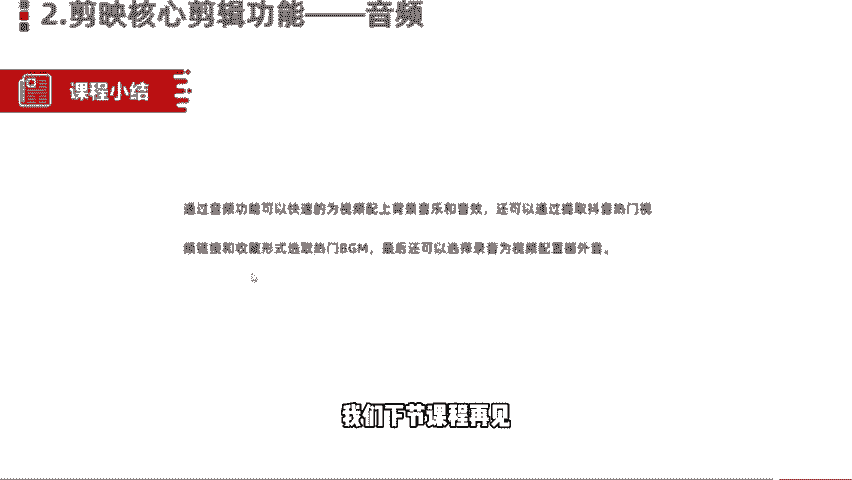 2.剪映核心剪辑功能——音频
课程小结
通过音频功能可以快速的为视频配上背景音乐和音效，还可以通过提取抖音热门视
频链接和收藏形式选取热门BGM，最后还可以选择录音为视频配置画外音。
我们下节课程再见